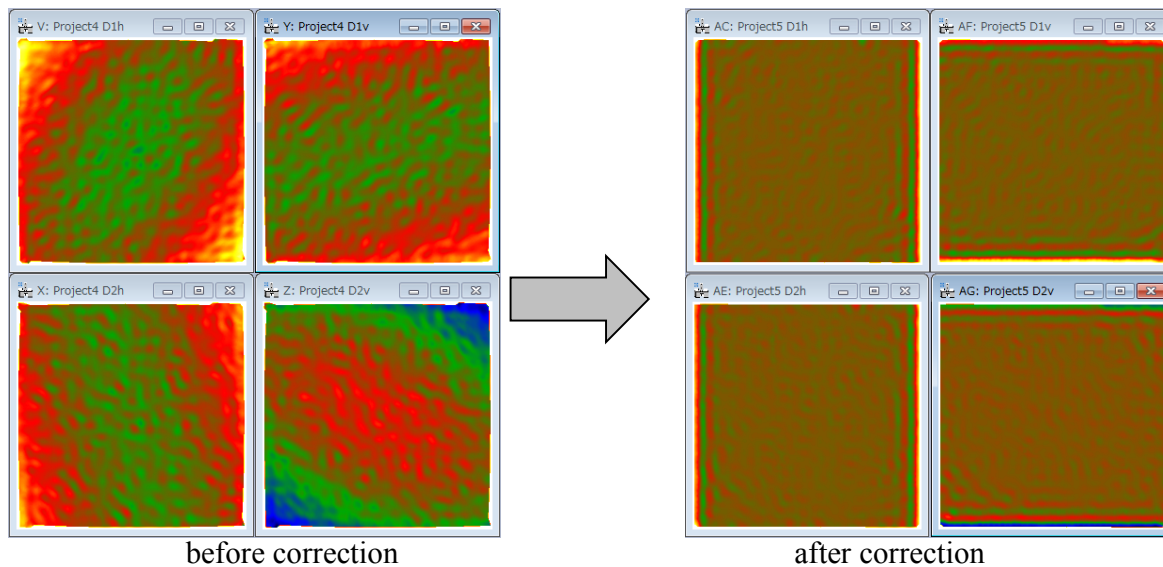 V: Project4 D1h
Y: Project4 D1v
AC: Project5 D1h
AF: Project5 D1v
X: Project4 D2h
Z: Project4 D2v
AE: Project5 D2h
AG: Project5 D2v
before correction
after correction